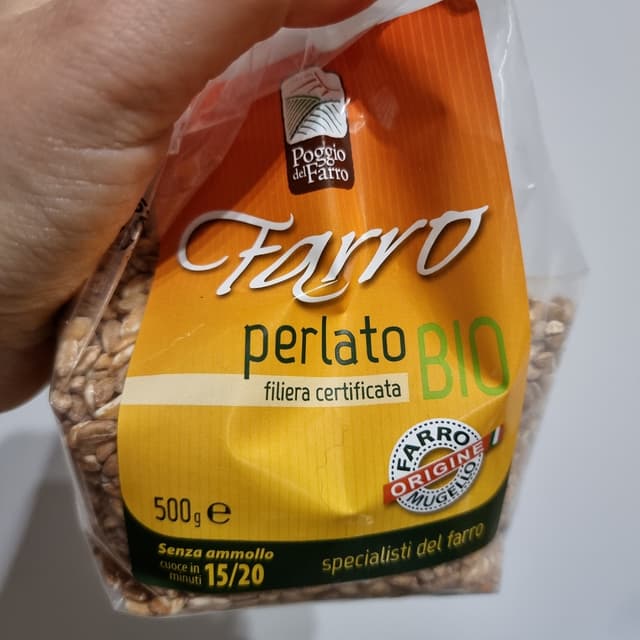 Farro
Poggio
del Farro
Farro
perlato BIO
filiera certificata
FARRO
ORIGINE
MUGELLO
500g e
Senza ammollo
cuoce in
minuti 15/20
specialisti del farro